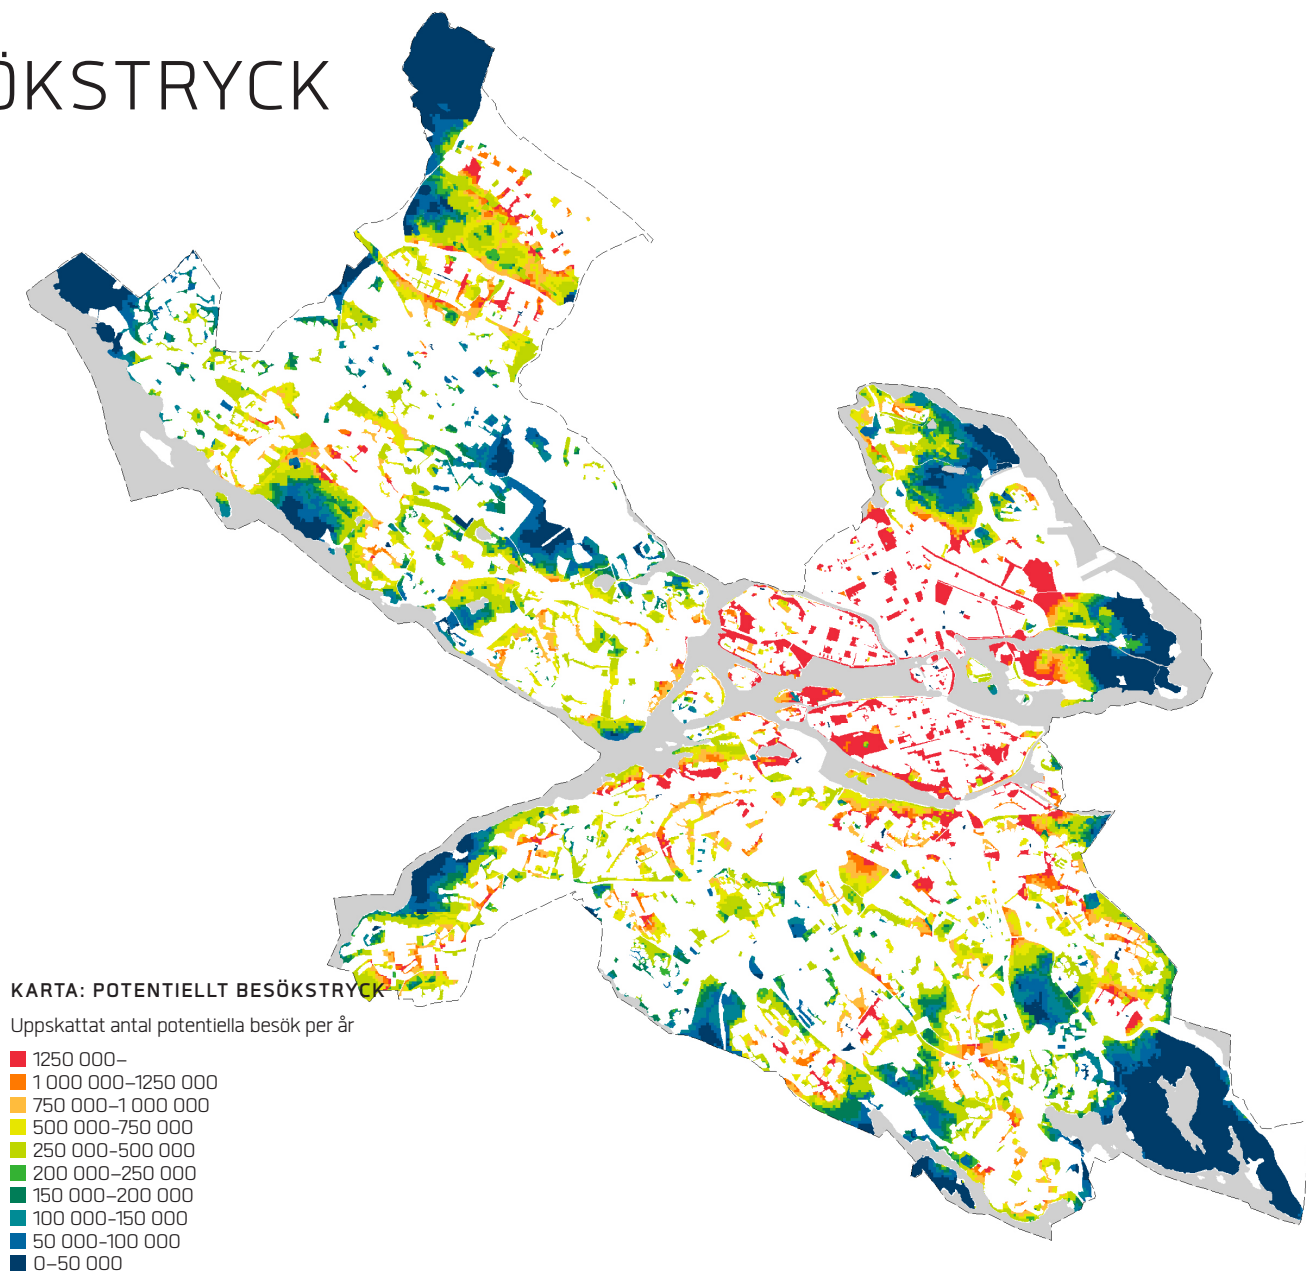 ÖKSTRYCK
KARTA: POTENTIELLT BESÖKSTRYCK
Uppskattat antal potentiella besök per år
1250 000–
1 000 000–1250 000
750 000–1 000 000
500 000-750 000
250 000-500 000
200 000–250 000
150 000–200 000
100 000-150 000
50 000-100 000
0–50 000